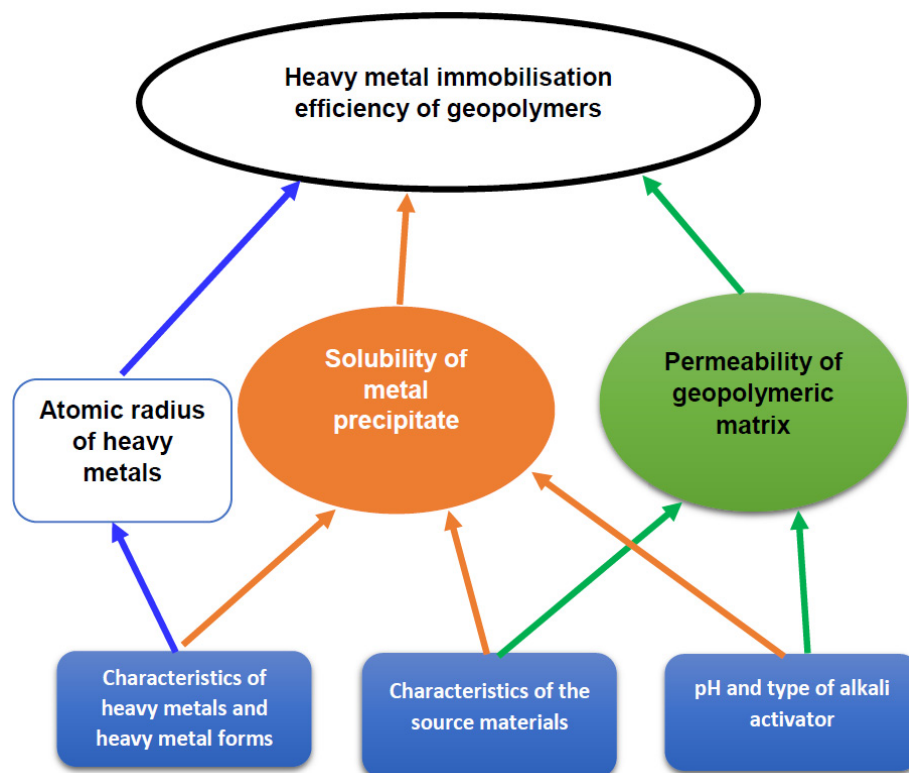 Heavy metal immobilisation
efficiency of geopolymers
Solubility of
metal
precipitate
Permeability of
geopolymeric
matrix
Atomic radius
of heavy
metals
Characteristics of
heavy metals and
heavy metal forms
Characteristics of the
source materials
pH and type of alkali
activator